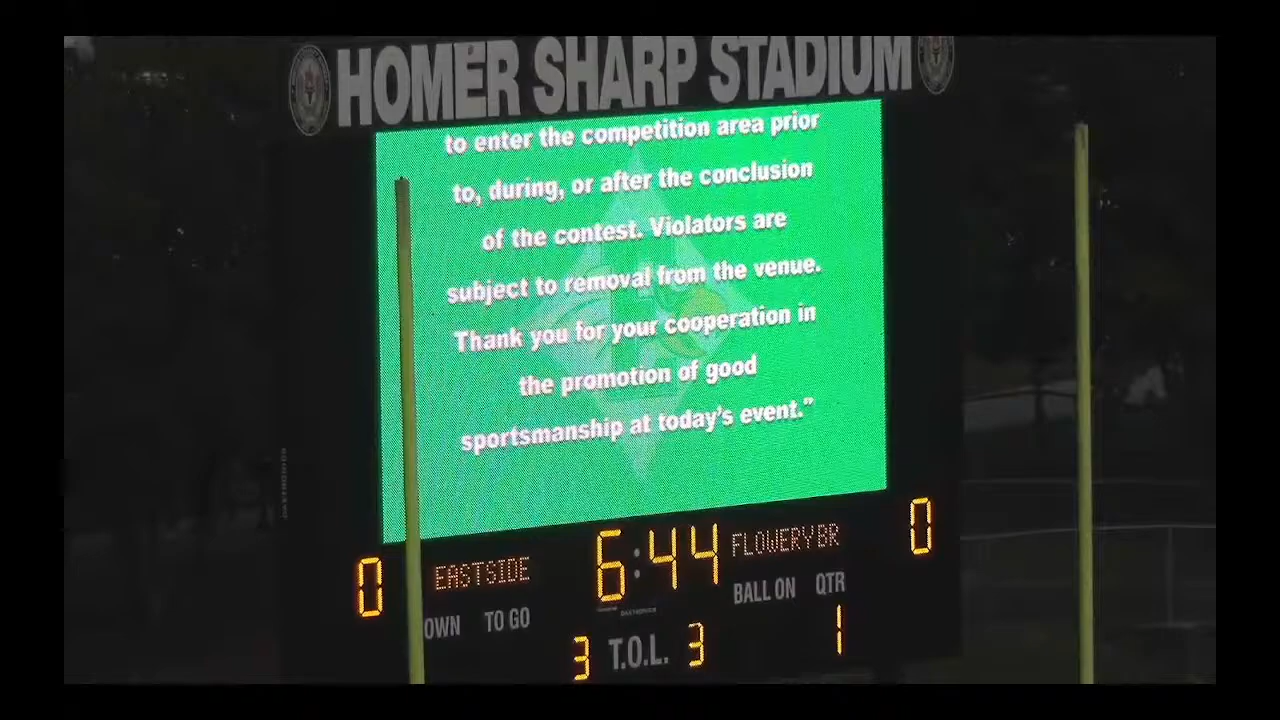 HOMER SHARP STADIUM
to enter the competition area prior
to, during, or after the conclusion
of the contest. Violators are
subject to removal from the venue.
Thank you for your cooperation in
the promotion of good
sportsmanship at today's event."
0 EASTSIDE 6:44 FLOWERY BR 0
OWN TO GO BALL ON QTR
3 T.O.L. 3 1
DAKTRONICS